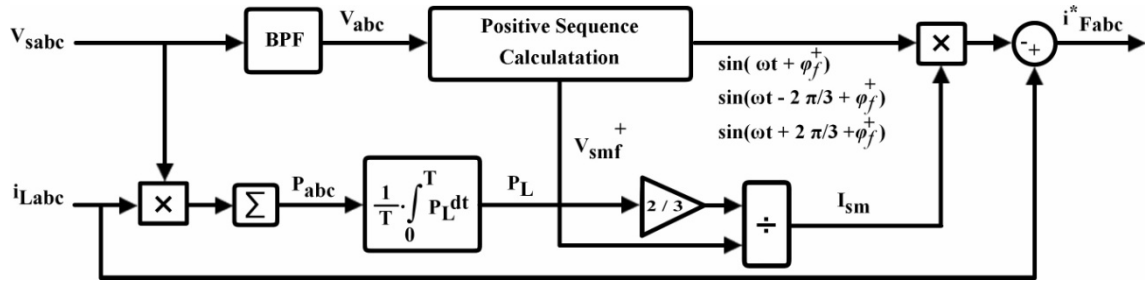 V_sabc
BPF
V_abc
Positive Sequence
Calculatation
sin( ωt + φ_f^+)
sin(ωt - 2 π/3 + φ_f^+)
sin(ωt + 2 π/3 +φ_f^+)
×
- +
i^*_Fabc
V_smf^+
i_Labc
×
Σ
P_abc
1/T · ∫_0^T P_L dt
P_L
2 / 3
÷
I_sm